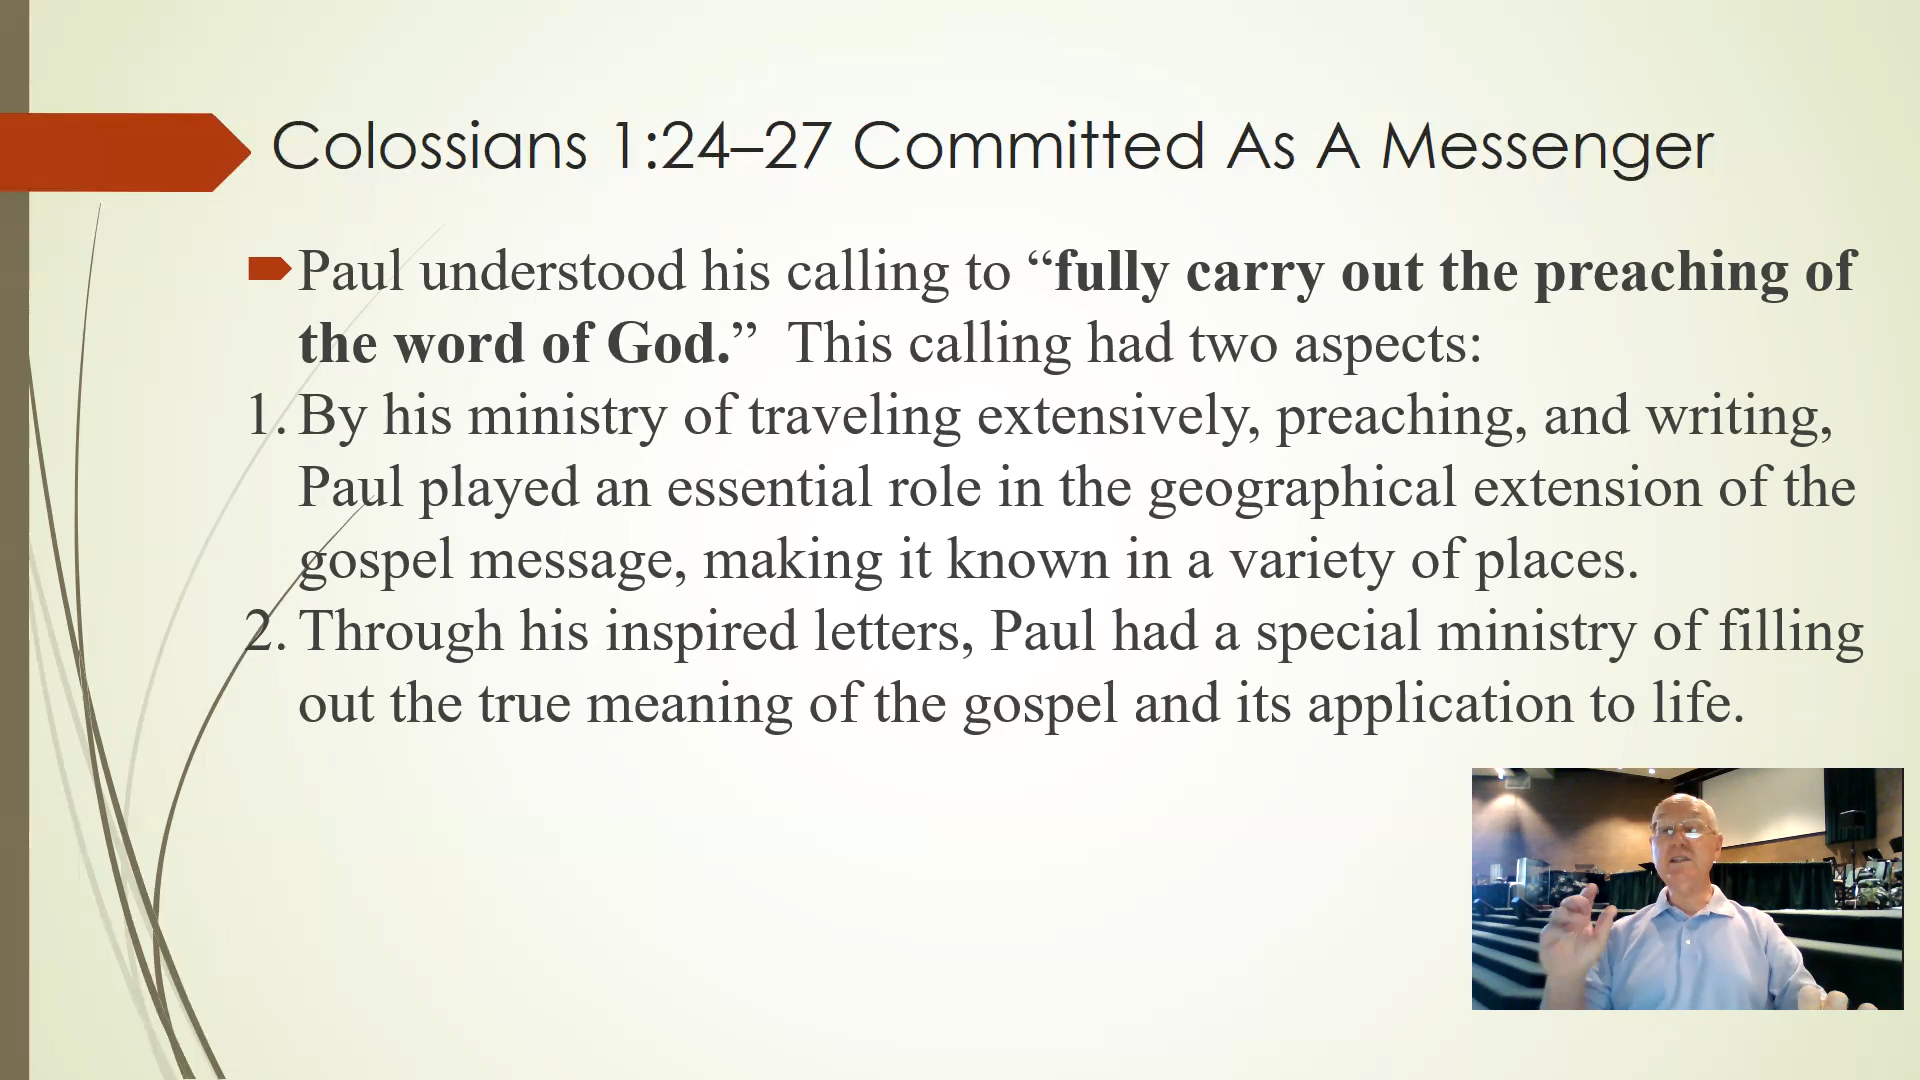 Colossians 1:24–27 Committed As A Messenger
Paul understood his calling to “fully carry out the preaching of
the word of God.”  This calling had two aspects:
1. By his ministry of traveling extensively, preaching, and writing,
Paul played an essential role in the geographical extension of the
gospel message, making it known in a variety of places.
2. Through his inspired letters, Paul had a special ministry of filling
out the true meaning of the gospel and its application to life.